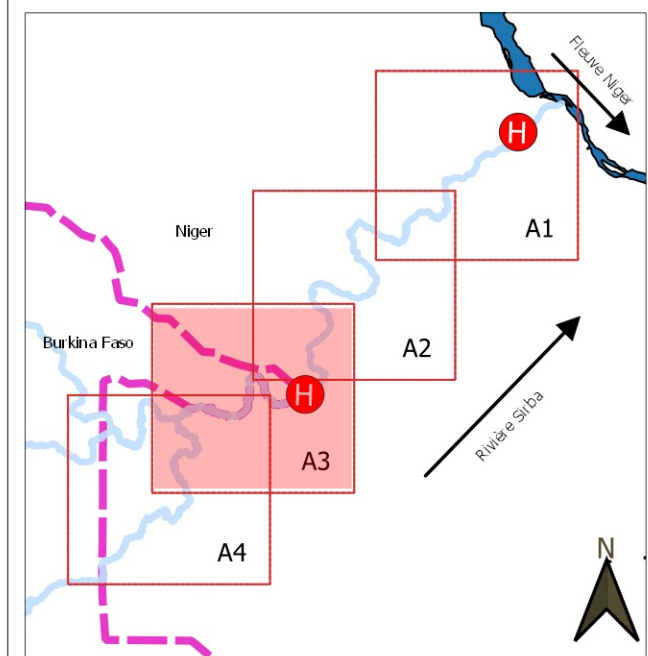 Fleuve Niger
H
A1
Niger
A2
Burkina Faso
H
Rivière Sirba
A3
A4
N